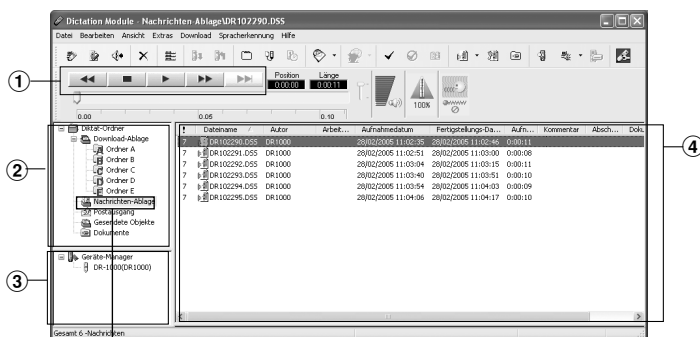 Dictation Module - Nachrichten-Ablage\DR102790.DSS
Datei Bearbeiten Ansicht Extras Download Spracherkennung Hilfe
1
Position Länge
0:00:00 0:00:11
100%
0.00 0.05 0.10
2
Diktat-Ordner
Download-Ablage
Ordner A
Ordner B
Ordner C
Ordner D
Ordner E
Nachrichten-Ablage
Postausgang
Gesendete Objekte
Dokumente
3
Geräte-Manager
DR-1000(DR1000)
4
! Dateiname / Autor Arbeit... Aufnahmedatum Fertigstellungs-Da... Aufn... Kommentar Absch... Doku
7 DR102290.DSS DR1000 28/02/2005 11:02:35 28/02/2005 11:02:46 0:00:11
7 DR102291.DSS DR1000 28/02/2005 11:02:51 28/02/2005 11:03:00 0:00:08
7 DR102292.DSS DR1000 28/02/2005 11:03:04 28/02/2005 11:03:15 0:00:11
7 DR102293.DSS DR1000 28/02/2005 11:03:40 28/02/2005 11:03:51 0:00:10
7 DR102294.DSS DR1000 28/02/2005 11:03:54 28/02/2005 11:04:03 0:00:09
7 DR102295.DSS DR1000 28/02/2005 11:04:06 28/02/2005 11:04:17 0:00:10
Gesamt 6 -Nachrichten